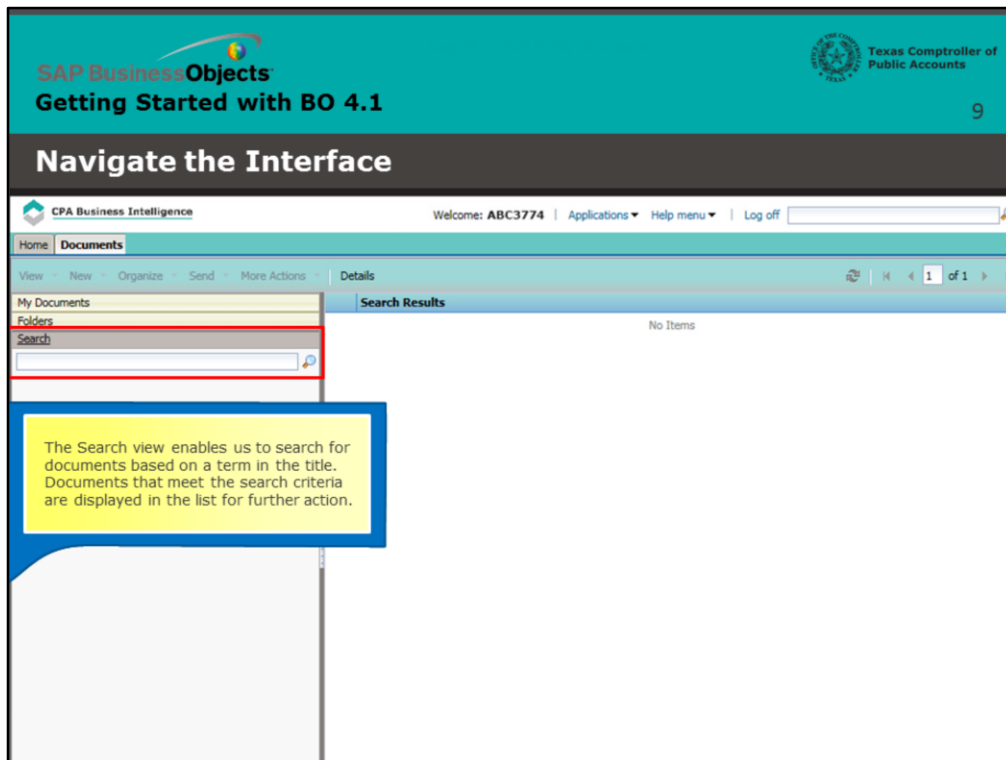 SAP BusinessObjects
Getting Started with BO 4.1
Texas Comptroller of
Public Accounts
9
Navigate the Interface
CPA Business Intelligence
Welcome: ABC3774 | Applications Help menu | Log off
Home Documents
View New Organize Send More Actions Details 1 of 1
My Documents
Search Results
Folders
No Items
Search
The Search view enables us to search for
documents based on a term in the title.
Documents that meet the search criteria
are displayed in the list for further action.